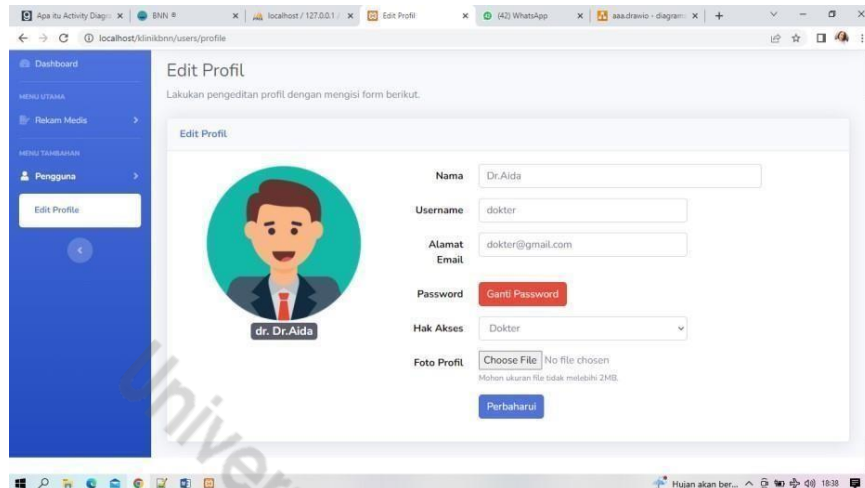 Apa itu Activity Diagr
BNN
localhost / 127.0.0.1 /
Edit Profil
(42) WhatsApp
aaa.drawio - diagram
localhost/klinikbnn/users/profile
Dashboard
MENU UTAMA
Rekam Medis
MENU TAMBAHAN
Pengguna
Edit Profile
Edit Profil
Lakukan pengeditan profil dengan mengisi form berikut.
Edit Profil
dr. Dr.Aida
Nama Dr.Aida
Username dokter
Alamat Email dokter@gmail.com
Password Ganti Password
Hak Akses Dokter
Foto Profil Choose File No file chosen
Mohon ukuran file tidak melebihi 2MB.
Perbaharui
Univer
Hujan akan ber... 18:38